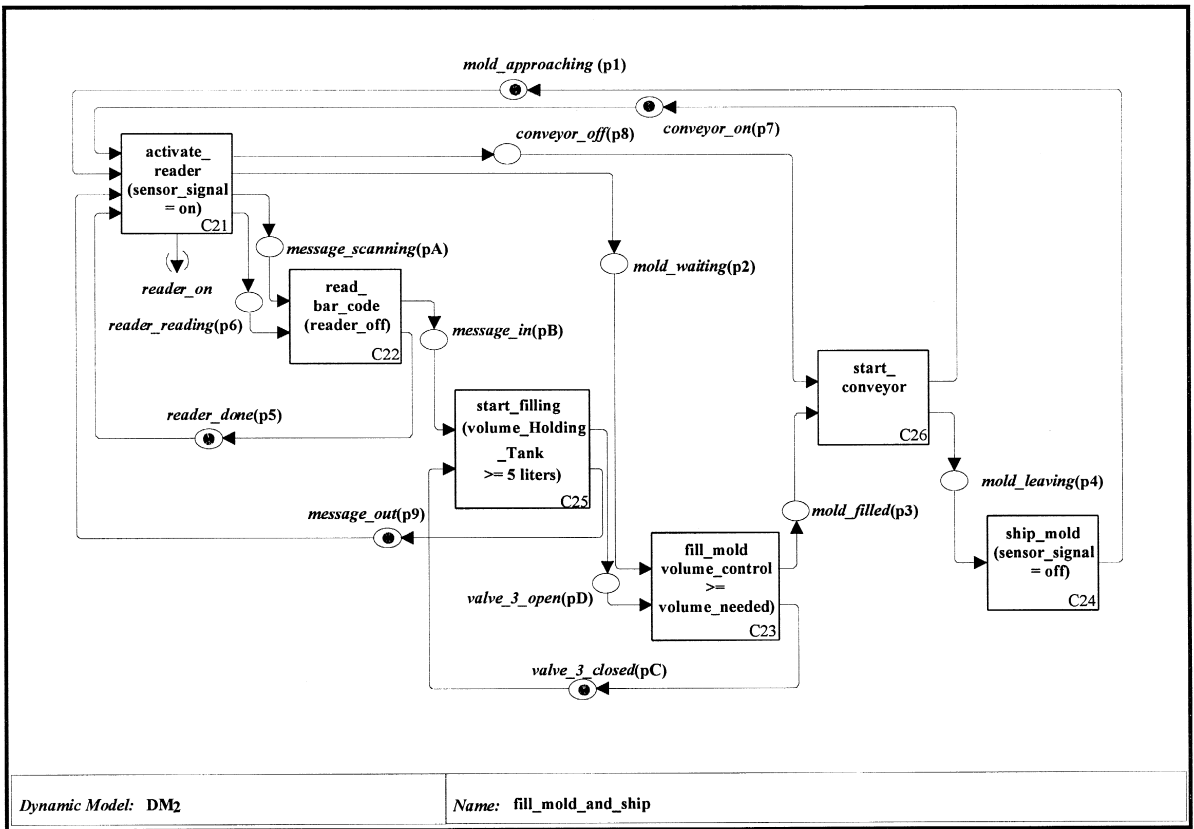 mold_approaching (p1)
conveyor_off(p8)
conveyor_on(p7)
activate_
reader
(sensor_signal
= on)
C21
message_scanning(pA)
mold_waiting(p2)
reader_on
read_
bar_code
(reader_off)
C22
reader_reading(p6)
message_in(pB)
start_
conveyor
C26
start_filling
(volume_Holding
_Tank
>= 5 liters)
C25
reader_done(p5)
mold_leaving(p4)
message_out(p9)
mold_filled(p3)
ship_mold
(sensor_signal
= off)
C24
fill_mold
volume_control
>=
volume_needed)
C23
valve_3_open(pD)
valve_3_closed(pC)
Dynamic Model: DM2
Name: fill_mold_and_ship